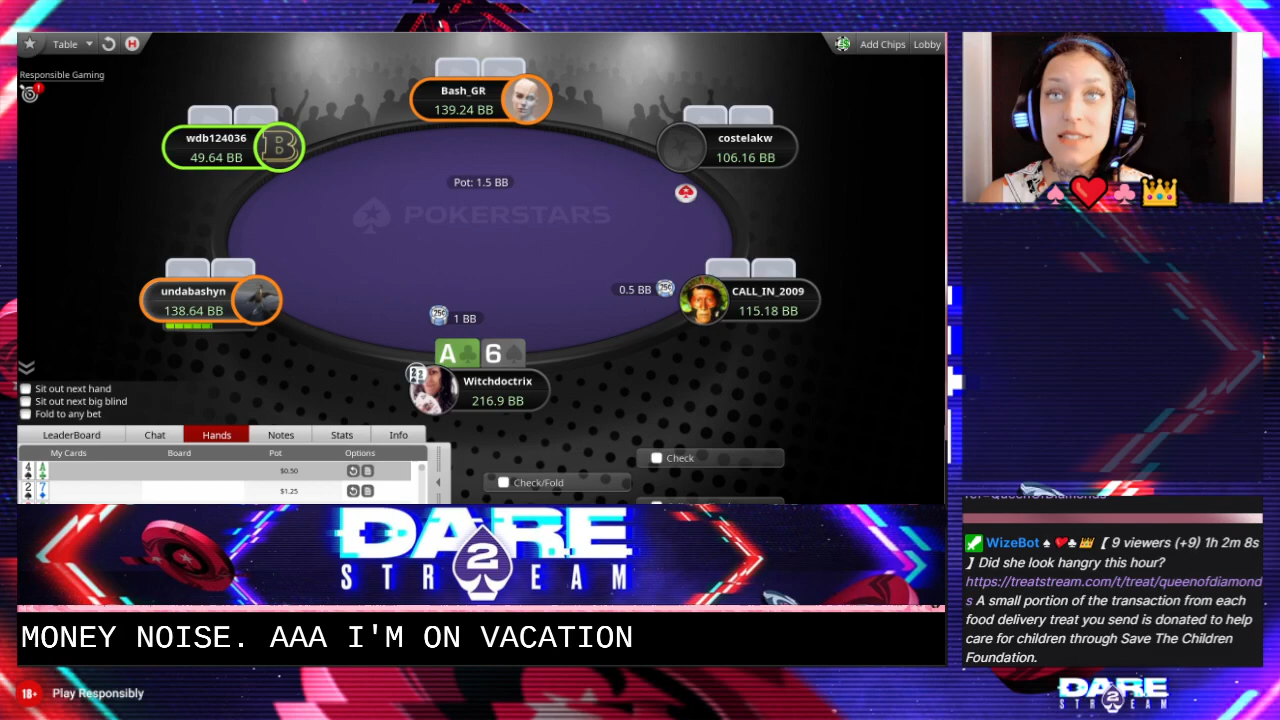 Table
H
Add Chips
Lobby
Responsible Gaming
Bash_GR
139.24 BB
wdb124036
49.64 BB
B
costelakw
106.16 BB
Pot: 1.5 BB
POKERSTARS
undabashyn
138.64 BB
0.5 BB
CALL_IN_2009
115.18 BB
1 BB
A 6
Witchdoctrix
216.9 BB
Sit out next hand
Sit out next big blind
Fold to any bet
LeaderBoard
Chat
Hands
Notes
Stats
Info
My Cards
Board
Pot
Options
4 A
$0.50
2 7
$1.25
Check
Check/Fold
DARE
2
STREAM
MONEY NOISE. AAA I'M ON VACATION
WizeBot [ 9 viewers (+9) 1h 2m 8s
] Did she look hangry this hour?
https://treatstream.com/t/treat/queenofdiamond
s A small portion of the transaction from each
food delivery treat you send is donated to help
care for children through Save The Children
Foundation.
18+
Play Responsibly
DARE
2
STREAM